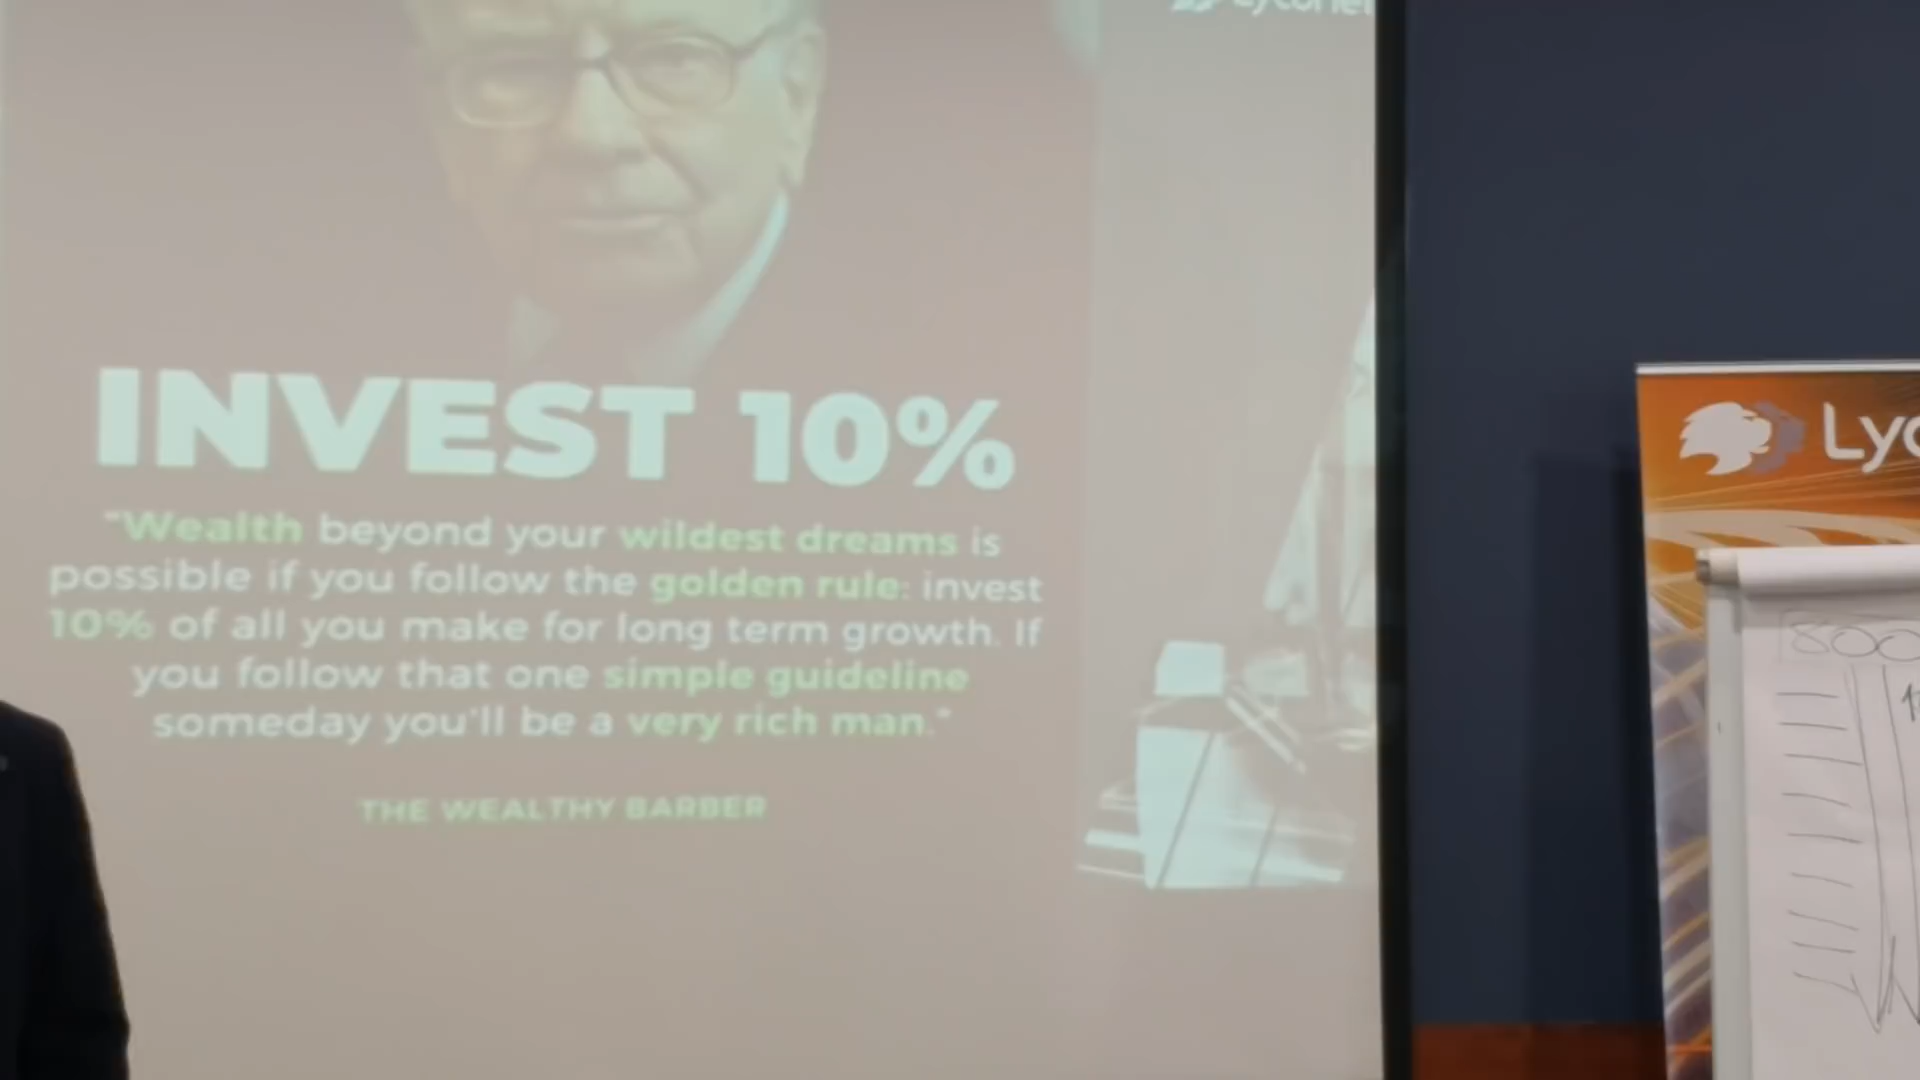 INVEST 10%
"Wealth beyond your wildest dreams is
possible if you follow the golden rule: invest
10% of all you make for long term growth. If
you follow that one simple guideline
someday you'll be a very rich man."
THE WEALTHY BARBER
Lyc
800